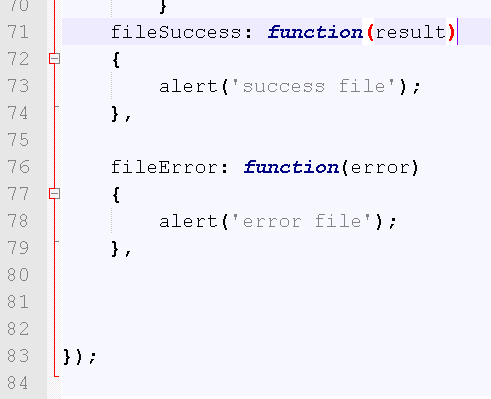 70 }
71 fileSuccess: function(result)
72 {
73 alert('success file');
74 },
75
76 fileError: function(error)
77 {
78 alert('error file');
79 },
80
81
82
83 });
84